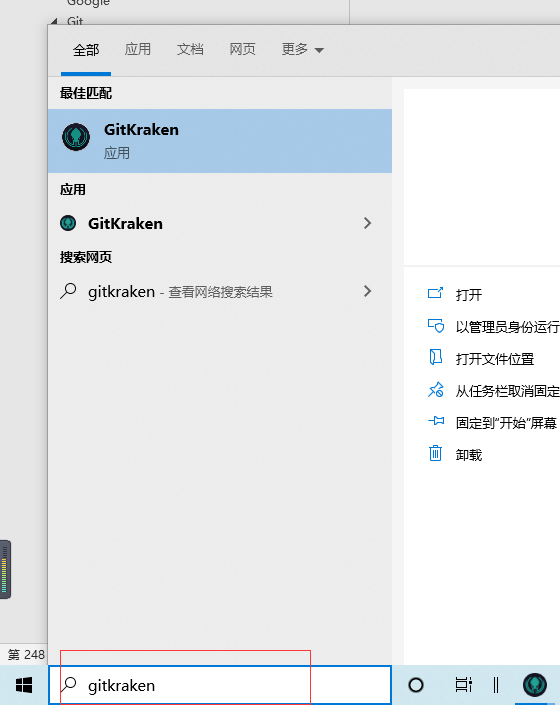 Google
Git
全部 应用 文档 网页 更多
最佳匹配
GitKraken
应用
应用
GitKraken
搜索网页
gitkraken - 查看网络搜索结果
打开
以管理员身份运行
打开文件位置
从任务栏取消固定
固定到"开始"屏幕
卸载
第 248
gitkraken